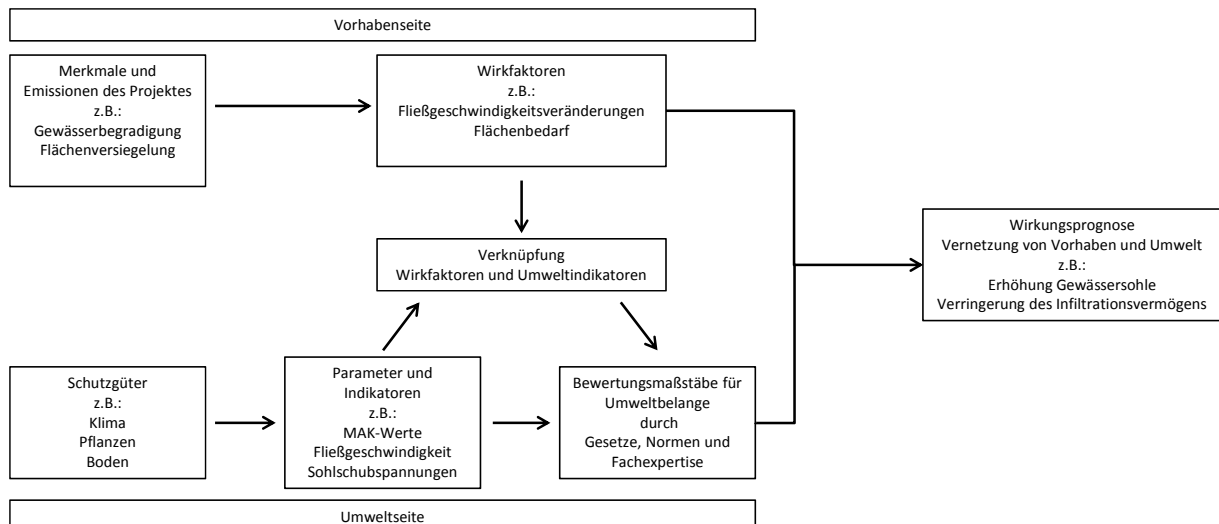 Vorhabenseite
Merkmale und
Emissionen des Projektes
z.B.:
Gewässerbegradigung
Flächenversiegelung
Wirkfaktoren
z.B.:
Fließgeschwindigkeitsveränderungen
Flächenbedarf
Verknüpfung
Wirkfaktoren und Umweltindikatoren
Wirkungsprognose
Vernetzung von Vorhaben und Umwelt
z.B.:
Erhöhung Gewässersohle
Verringerung des Infiltrationsvermögens
Schutzgüter
z.B.:
Klima
Pflanzen
Boden
Parameter und
Indikatoren
z.B.:
MAK-Werte
Fließgeschwindigkeit
Sohlschubspannungen
Bewertungsmaßstäbe für
Umweltbelange
durch
Gesetze, Normen und
Fachexpertise
Umweltseite